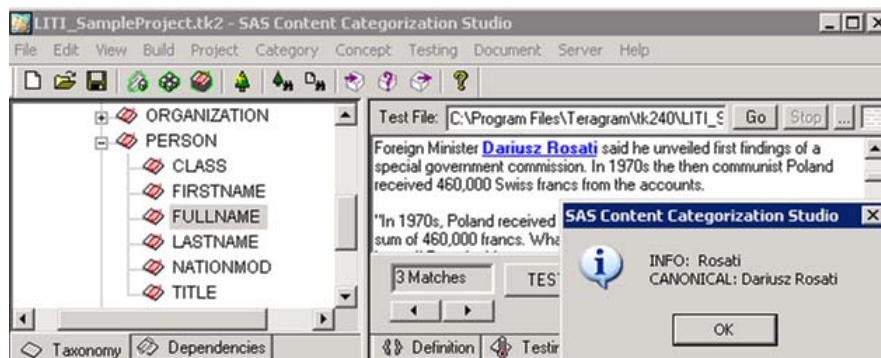 LITI_SampleProject.tk2 - SAS Content Categorization Studio
File Edit View Build Project Category Concept Testing Document Server Help
ORGANIZATION
PERSON
CLASS
FIRSTNAME
FULLNAME
LASTNAME
NATIONMOD
TITLE
Taxonomy Dependencies
Test File: C:\Program Files\Teragram\tk240\LITI_S Go Stop ...
Foreign Minister Dariusz Rosati said he unveiled first findings of a
special government commission. In 1970s the then communist Poland
received 460,000 Swiss francs from the accounts.
"In 1970s, Poland received
sum of 460,000 francs. Wha
3 Matches TES
Definition Testin
SAS Content Categorization Studio
INFO: Rosati
CANONICAL: Dariusz Rosati
OK